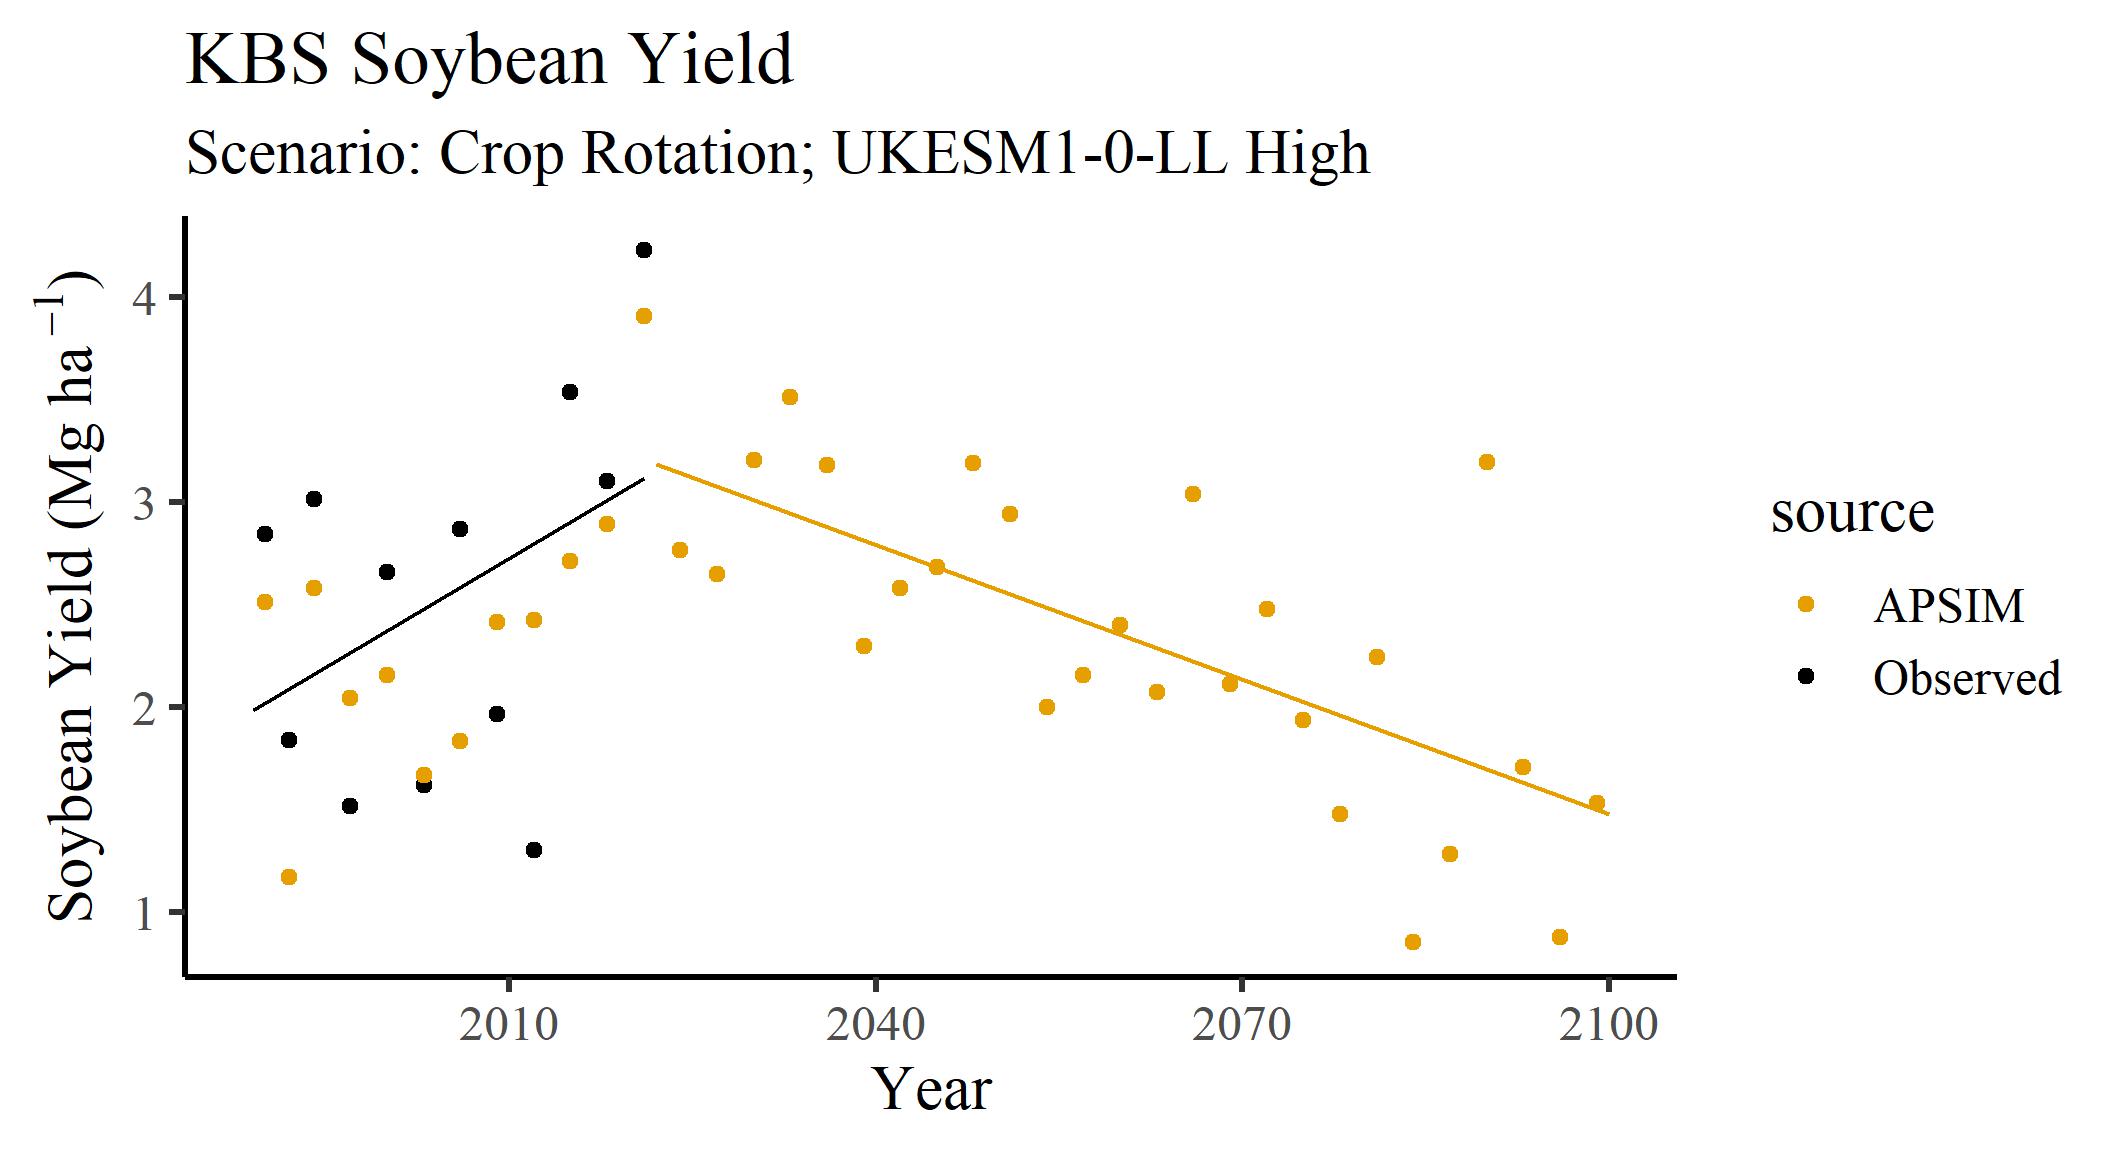 KBS Soybean Yield
Scenario: Crop Rotation; UKESM1-0-LL High
Soybean Yield (Mg ha⁻¹)
4
3
2
1
2010 2040 2070 2100
Year
source
APSIM
Observed